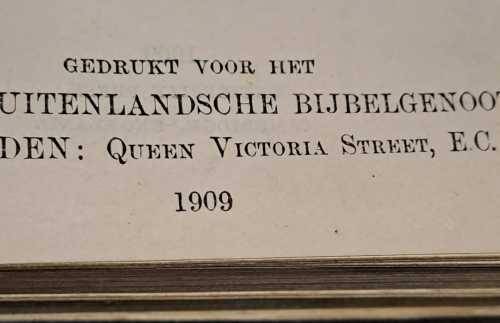 GEDRUKT VOOR HET
UITENLANDSCHE BIJBELGENOOT
DEN: QUEEN VICTORIA STREET, E.C.
1909